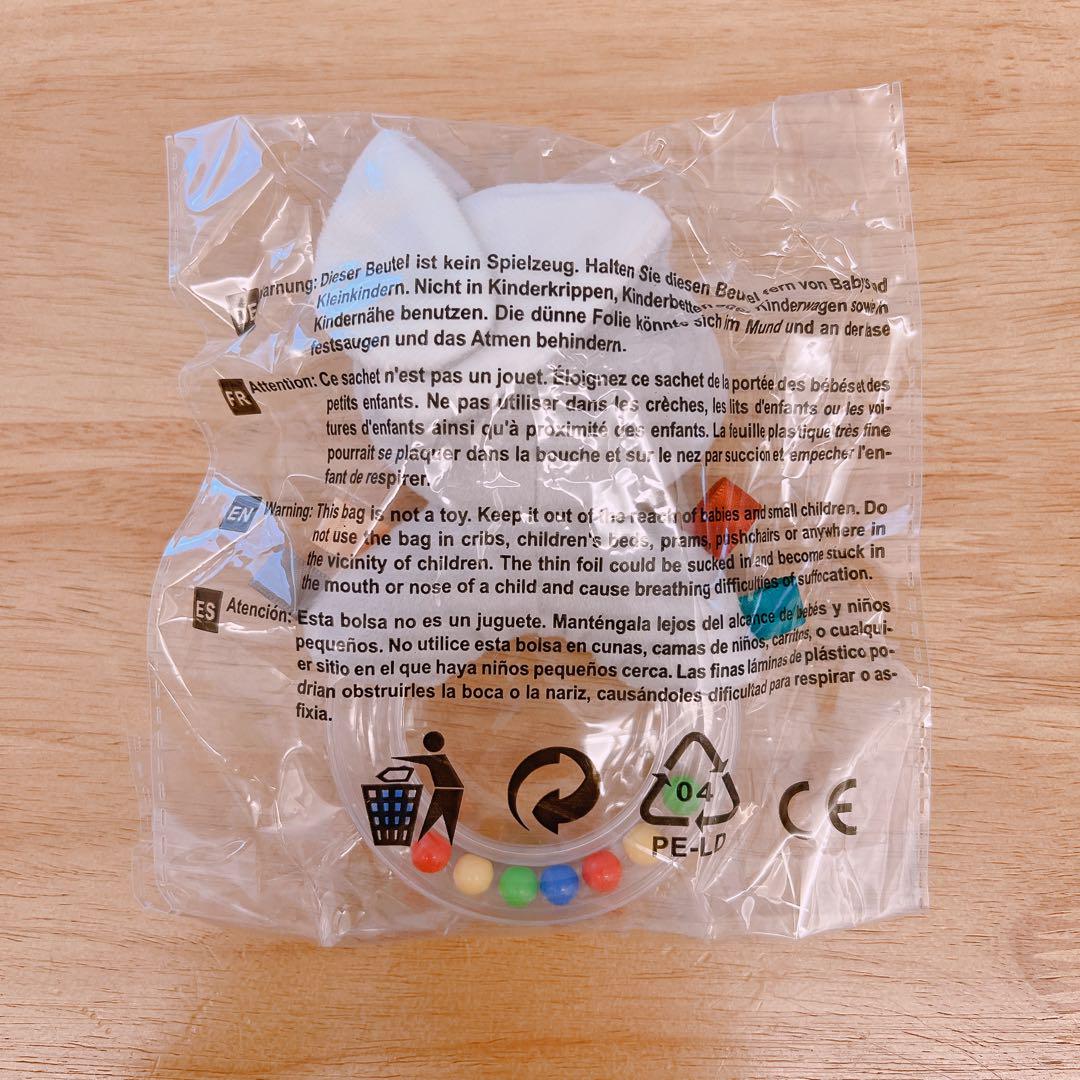 DE Warnung: Dieser Beutel ist kein Spielzeug. Halten Sie diesen Beutel fern von Babys und
Kleinkindern. Nicht in Kinderkrippen, Kinderbetten oder Kinderwagen sowie in
Kindernähe benutzen. Die dünne Folie könnte sich im Mund und an der Nase
festsaugen und das Atmen behindern.
FR Attention: Ce sachet n'est pas un jouet. Éloignez ce sachet de la portée des bébés et des
petits enfants. Ne pas utiliser dans les crèches, les lits d'enfants ou les voi-
tures d'enfants ainsi qu'à proximité des enfants. La feuille plastique très fine
pourrait se plaquer dans la bouche et sur le nez par succion et empecher l'en-
fant de respirer.
EN Warning: This bag is not a toy. Keep it out of the reach of babies and small children. Do
not use the bag in cribs, children's beds, prams, pushchairs or anywhere in
the vicinity of children. The thin foil could be sucked in and become stuck in
the mouth or nose of a child and cause breathing difficulties of suffocation.
ES Atención: Esta bolsa no es un juguete. Manténgala lejos del alcance de bebés y niños
pequeños. No utilice esta bolsa en cunas, camas de niños, carritos, o cualqui-
er sitio en el que haya niños pequeños cerca. Las finas láminas de plástico po-
drian obstruirles la boca o la nariz, causándoles dificultad para respirar o as-
fixia.
04
PE-LD
CE